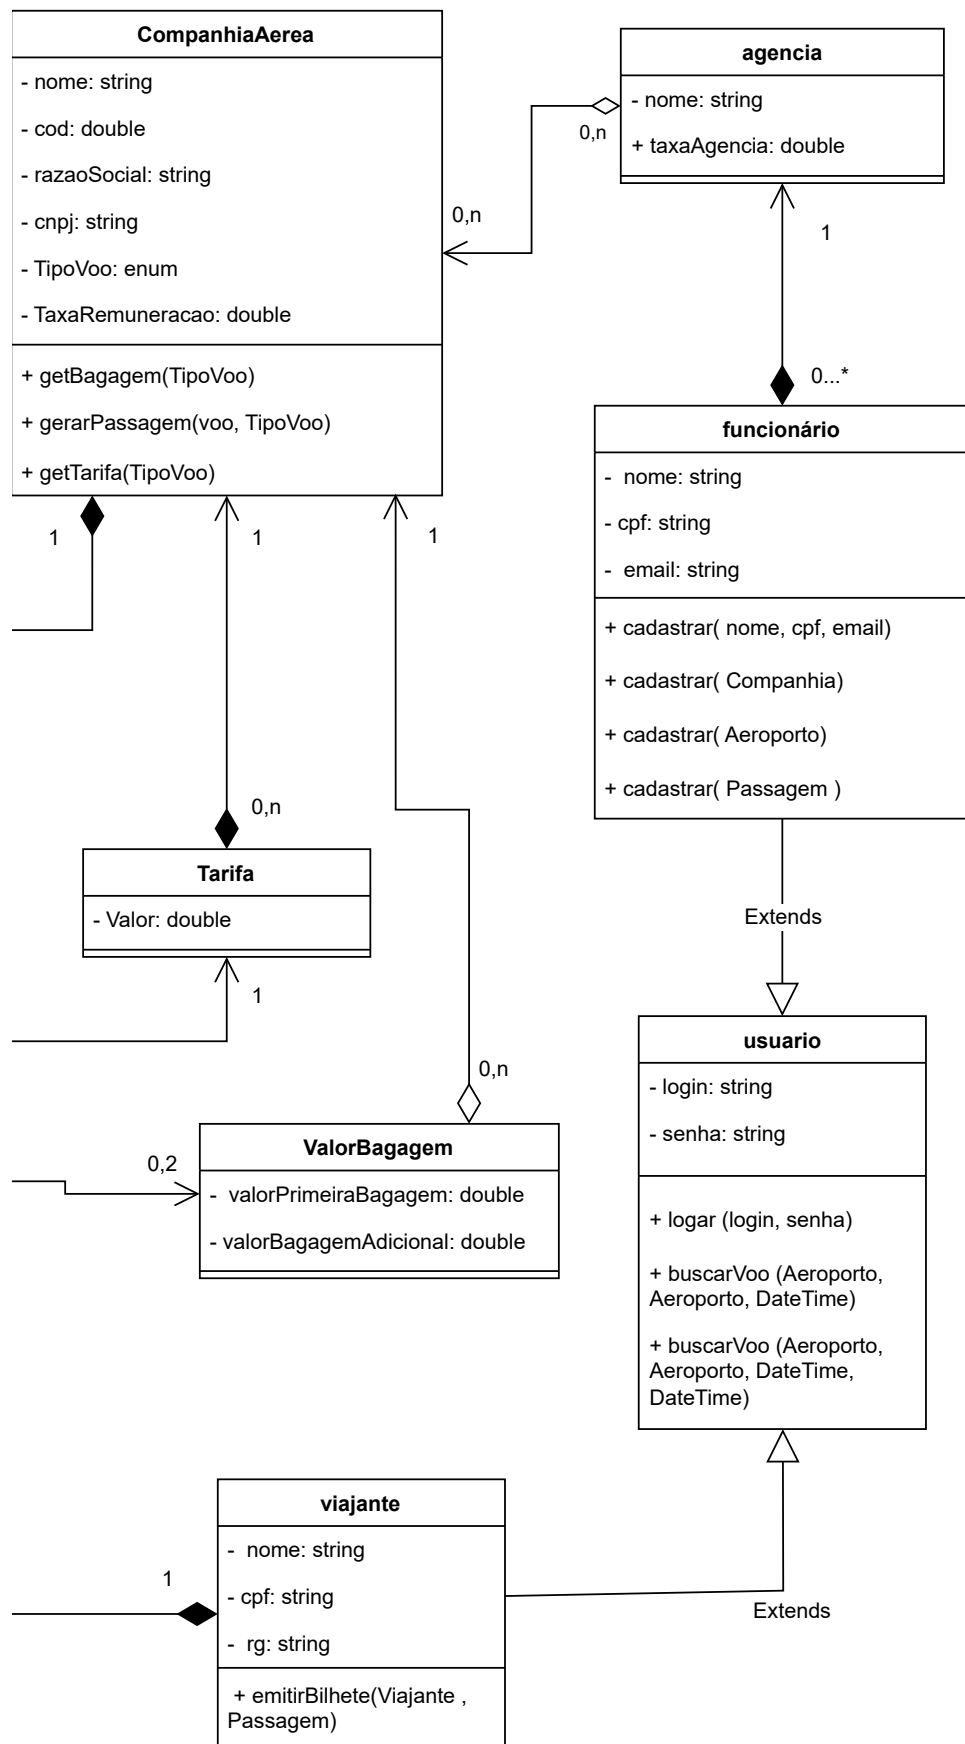 CompanhiaAerea
- nome: string
- cod: double
- razaoSocial: string
- cnpj: string
- TipoVoo: enum
- TaxaRemuneracao: double
+ getBagagem(TipoVoo)
+ gerarPassagem(voo, TipoVoo)
+ getTarifa(TipoVoo)
agencia
- nome: string
+ taxaAgencia: double
0,n
0,n
1
0...*
funcionário
- nome: string
- cpf: string
- email: string
+ cadastrar( nome, cpf, email)
+ cadastrar( Companhia)
+ cadastrar( Aeroporto)
+ cadastrar( Passagem )
1
1
1
0,n
Tarifa
- Valor: double
1
Extends
usuario
- login: string
- senha: string
+ logar (login, senha)
+ buscarVoo (Aeroporto,
Aeroporto, DateTime)
+ buscarVoo (Aeroporto,
Aeroporto, DateTime,
DateTime)
0,n
0,2
ValorBagagem
- valorPrimeiraBagagem: double
- valorBagagemAdicional: double
viajante
- nome: string
- cpf: string
- rg: string
+ emitirBilhete(Viajante ,
Passagem)
1
Extends